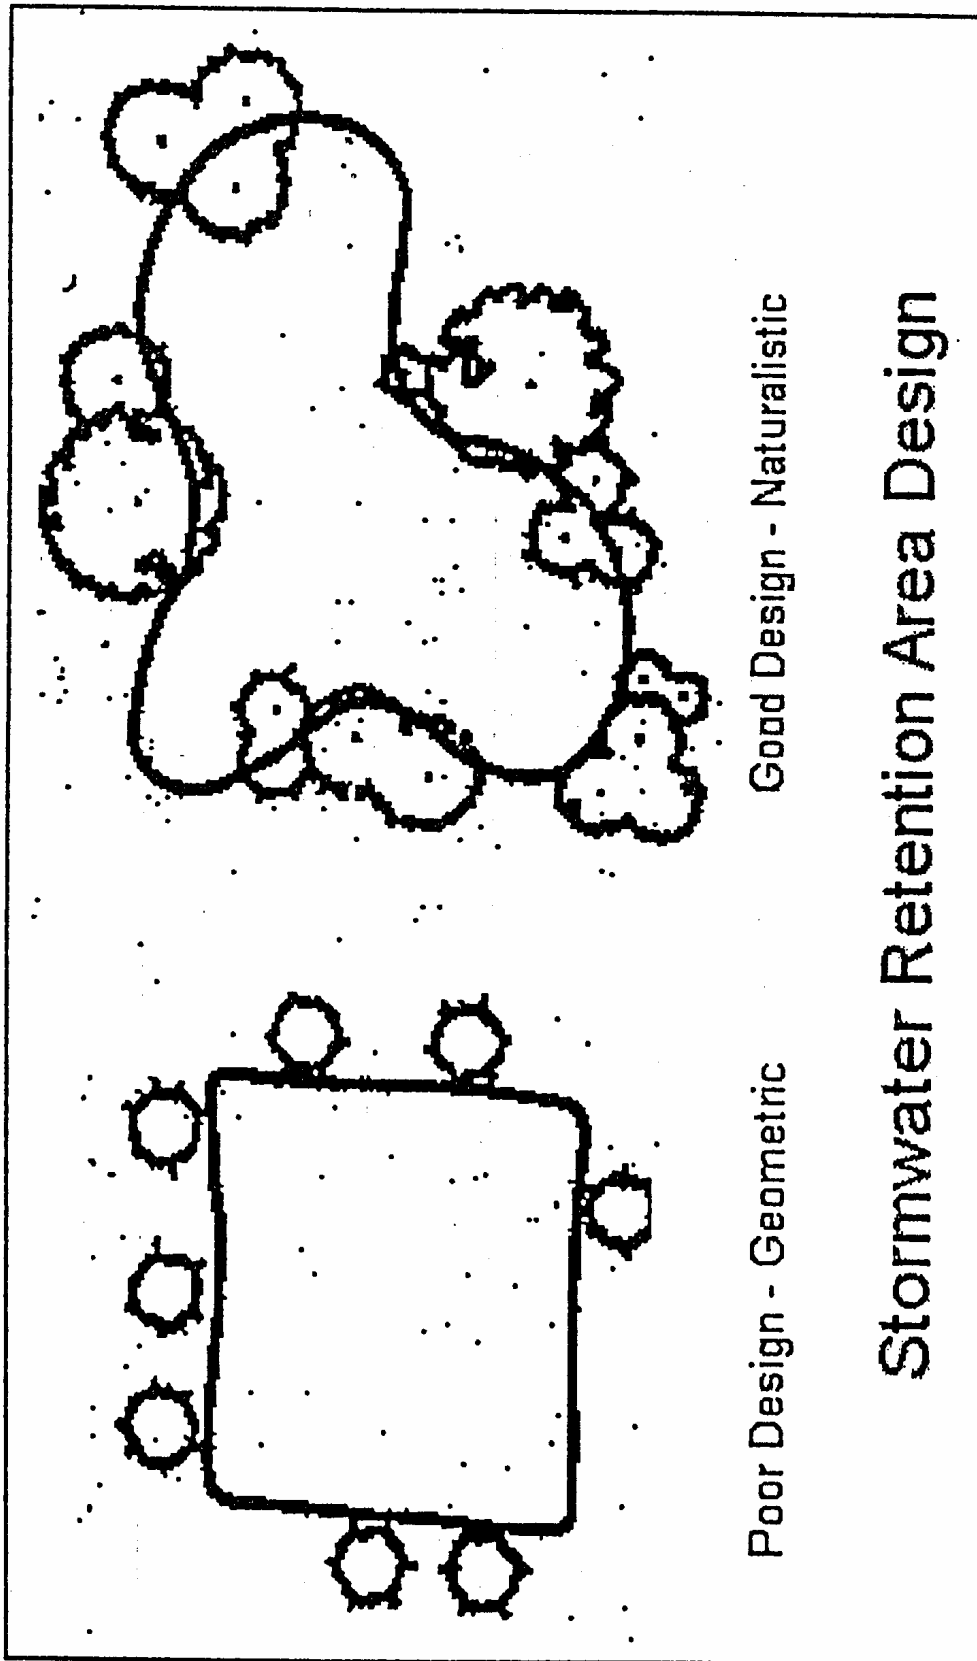 Poor Design - Geometric
Good Design - Naturalistic
Stormwater Retention Area Design